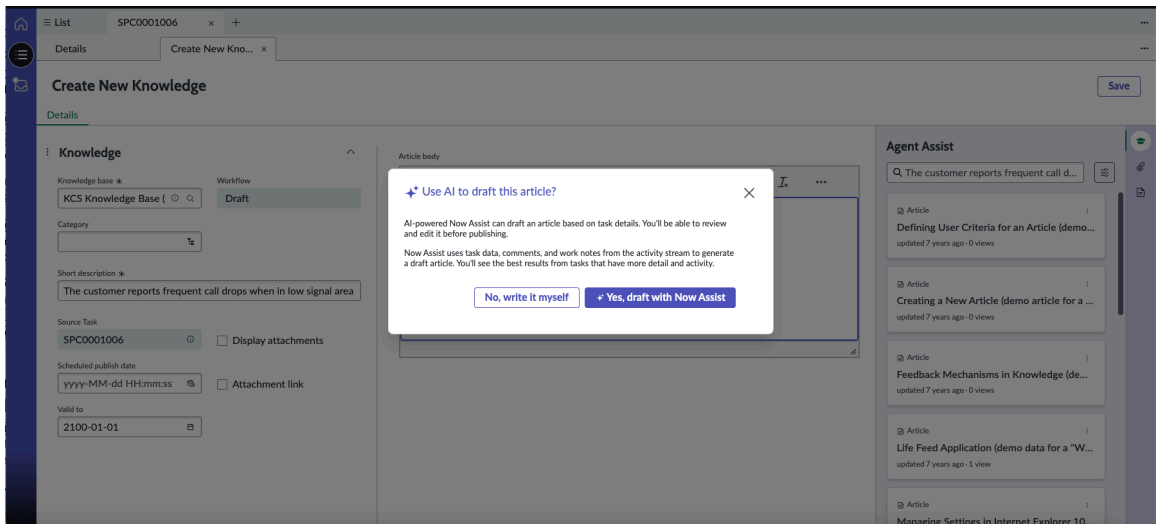 List
SPC0001006
Details
Create New Kno...
Create New Knowledge
Save
Details
Knowledge
Knowledge base
KCS Knowledge Base (
Workflow
Draft
Category
Short description
The customer reports frequent call drops when in low signal area
Source Task
SPC0001006
Display attachments
Scheduled publish date
yyyy-MM-dd HH:mm:ss
Attachment link
Valid to
2100-01-01
Article body
Use AI to draft this article?
AI-powered Now Assist can draft an article based on task details. You'll be able to review
and edit it before publishing.
Now Assist uses task data, comments, and work notes from the activity stream to generate
a draft article. You'll see the best results from tasks that have more detail and activity.
No, write it myself
Yes, draft with Now Assist
Agent Assist
The customer reports frequent call d...
Article
Defining User Criteria for an Article (demo...
updated 7 years ago · 0 views
Article
Creating a New Article (demo article for a ...
updated 7 years ago · 0 views
Article
Feedback Mechanisms in Knowledge (de...
updated 7 years ago · 0 views
Article
Life Feed Application (demo data for a "W...
updated 7 years ago · 1 view
Article
Managing Settings in Internet Explorer 10